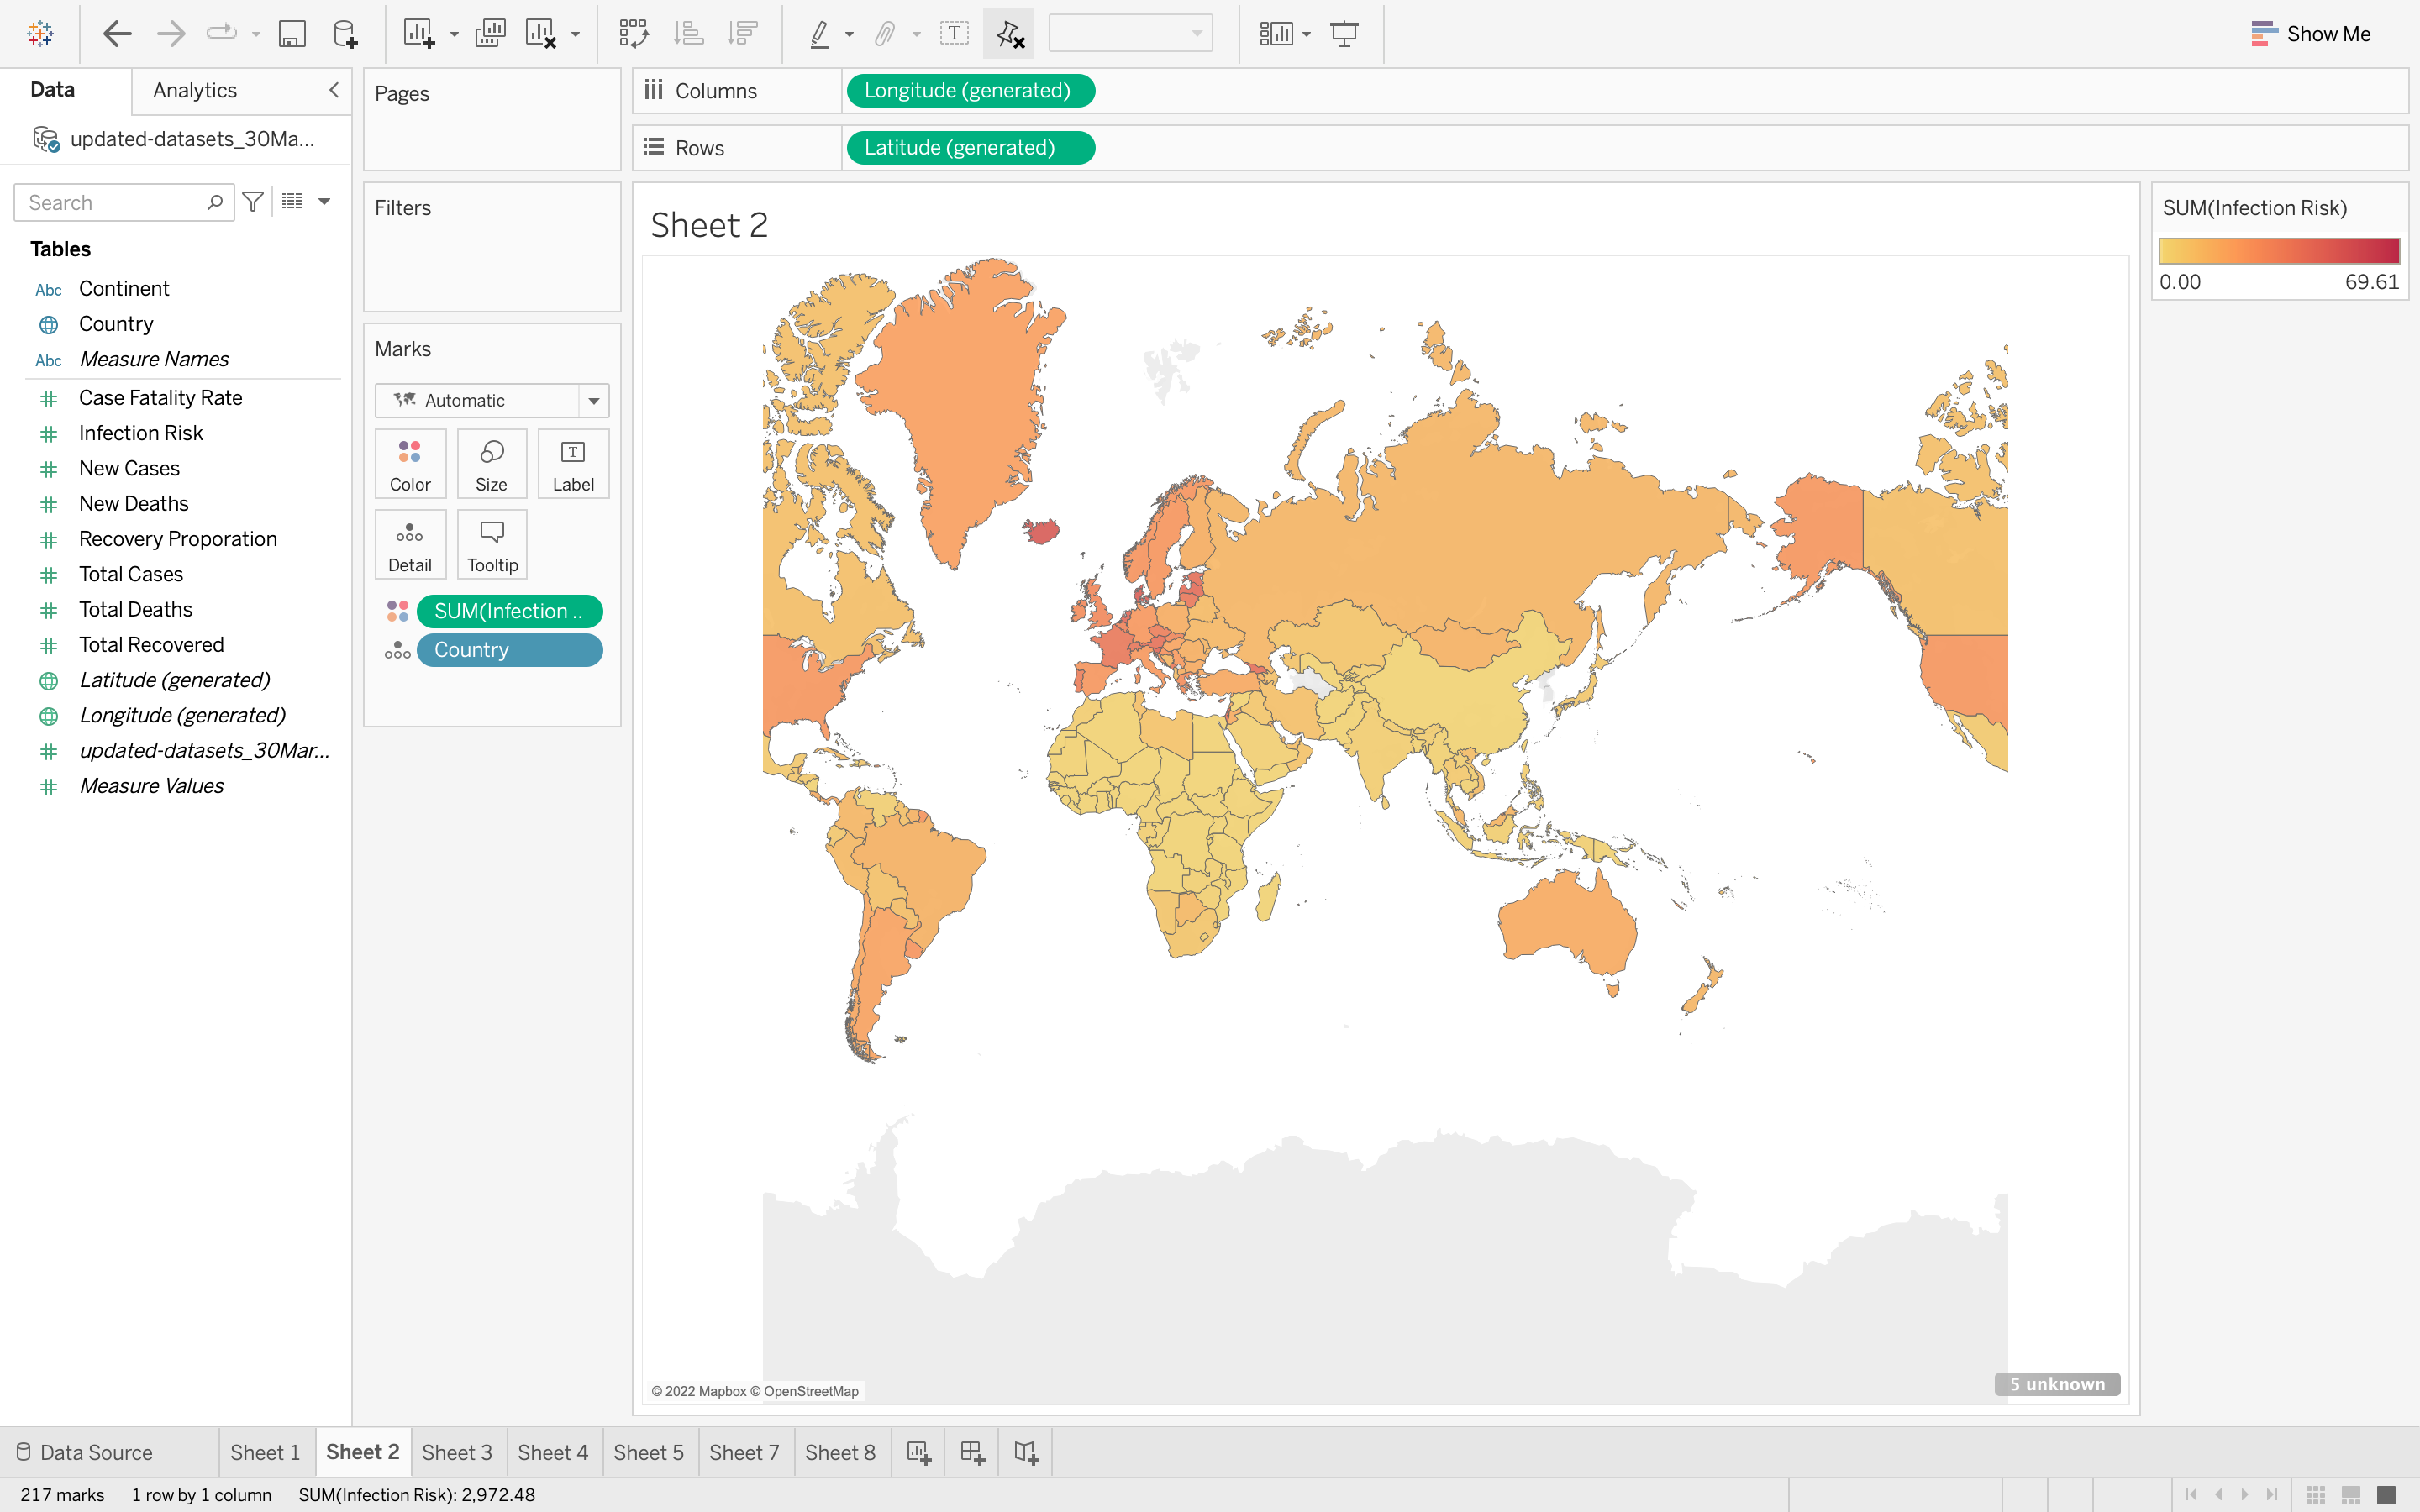 Show Me
Data
Analytics
updated-datasets_30Ma...
Search
Tables
Abc Continent
Country
Abc Measure Names
Case Fatality Rate
Infection Risk
New Cases
New Deaths
Recovery Proporation
Total Cases
Total Deaths
Total Recovered
Latitude (generated)
Longitude (generated)
updated-datasets_30Mar...
Measure Values
Pages
Filters
Marks
Automatic
Color Size T Label
Detail Tooltip
SUM(Infection ..
Country
Columns Longitude (generated)
Rows Latitude (generated)
Sheet 2
SUM(Infection Risk)
0.00 69.61
© 2022 Mapbox © OpenStreetMap
5 unknown
Data Source Sheet 1 Sheet 2 Sheet 3 Sheet 4 Sheet 5 Sheet 7 Sheet 8
217 marks 1 row by 1 column SUM(Infection Risk): 2,972.48